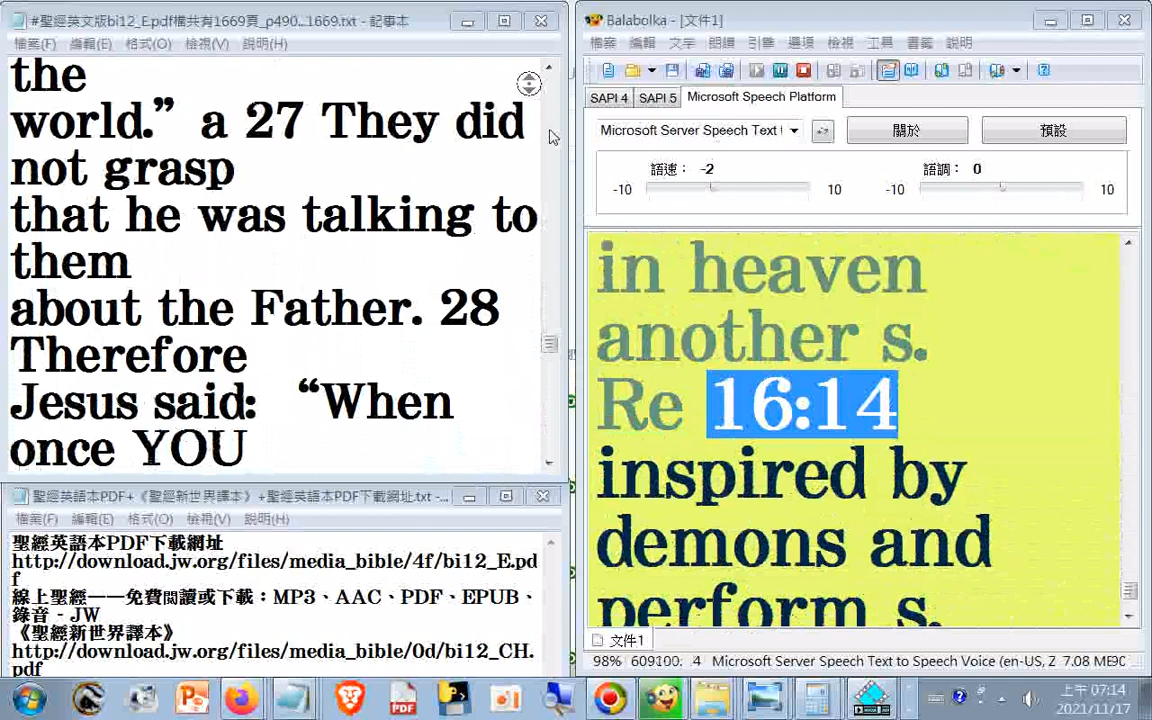 #聖經英文版bi12_E.pdf檔共有1669頁_p490...1669.txt - 記事本
檔案(F) 編輯(E) 格式(O) 檢視(V) 說明(H)
the
world.” a 27 They did
not grasp
that he was talking to
them
about the Father. 28
Therefore
Jesus said: “When
once YOU
聖經英語本PDF+《聖經新世界譯本》+聖經英語本PDF下載網址.txt - ...
檔案(F) 編輯(E) 格式(O) 檢視(V) 說明(H)
聖經英語本PDF下載網址
http://download.jw.org/files/media_bible/4f/bi12_E.pd
f
線上聖經——免費閱讀或下載：MP3、AAC、PDF、EPUB、
錄音 - JW
《聖經新世界譯本》
http://download.jw.org/files/media_bible/0d/bi12_CH.
pdf
Balabolka - [文件1]
檔案 編輯 文字 朗讀 引擎 選項 檢視 工具 書籤 說明
SAPI 4 SAPI 5 Microsoft Speech Platform
Microsoft Server Speech Text 關於 預設
語速： -2 語調： 0
-10 10 -10 10
in heaven
another s.
Re 16:14
inspired by
demons and
perform s.
文件1
98% Microsoft Server Speech Text to Speech Voice (en-US, Z
上午 07:14
2021/11/17